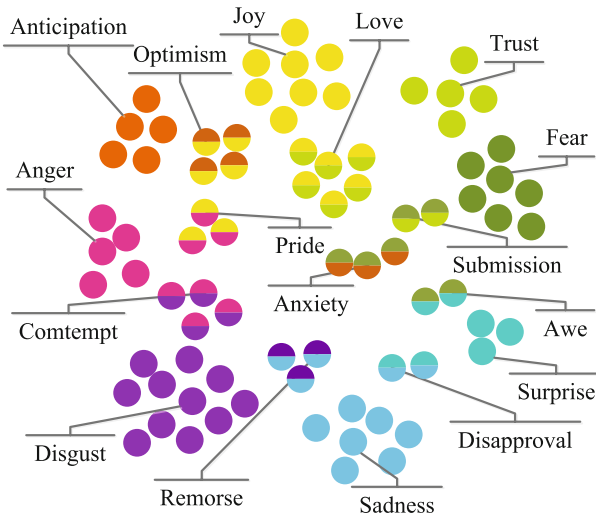 Joy
Love
Anticipation
Optimism
Trust
Fear
Anger
Pride
Submission
Anxiety
Comtempt
Awe
Surprise
Disapproval
Disgust
Remorse
Sadness